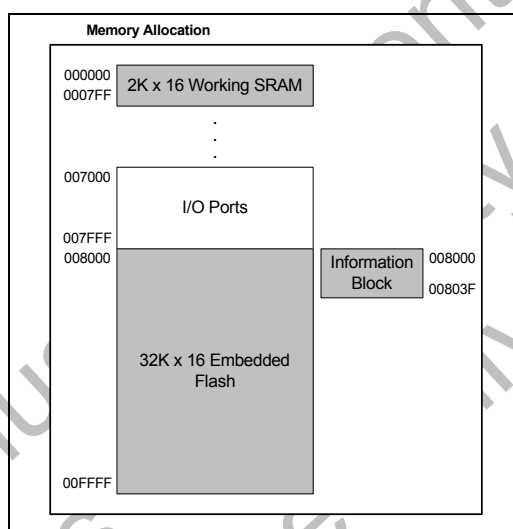 Memory Allocation
000000
0007FF
2K x 16 Working SRAM
.
.
.
007000
I/O Ports
007FFF
008000
Information
Block
008000
00803F
32K x 16 Embedded
Flash
00FFFF